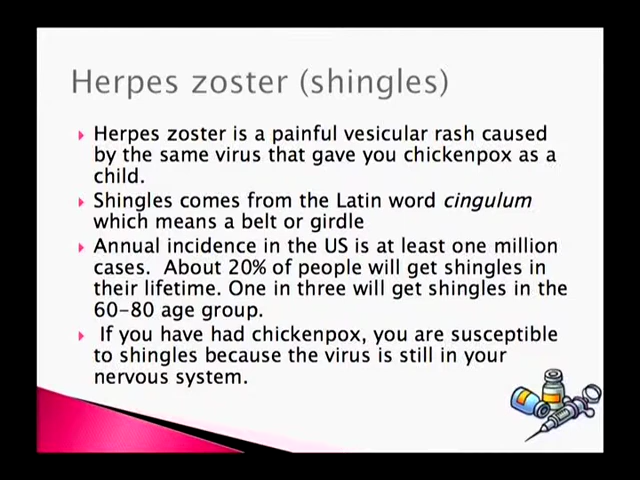 Herpes zoster (shingles)
Herpes zoster is a painful vesicular rash caused
by the same virus that gave you chickenpox as a
child.
Shingles comes from the Latin word cingulum
which means a belt or girdle
Annual incidence in the US is at least one million
cases. About 20% of people will get shingles in
their lifetime. One in three will get shingles in the
60-80 age group.
If you have had chickenpox, you are susceptible
to shingles because the virus is still in your
nervous system.